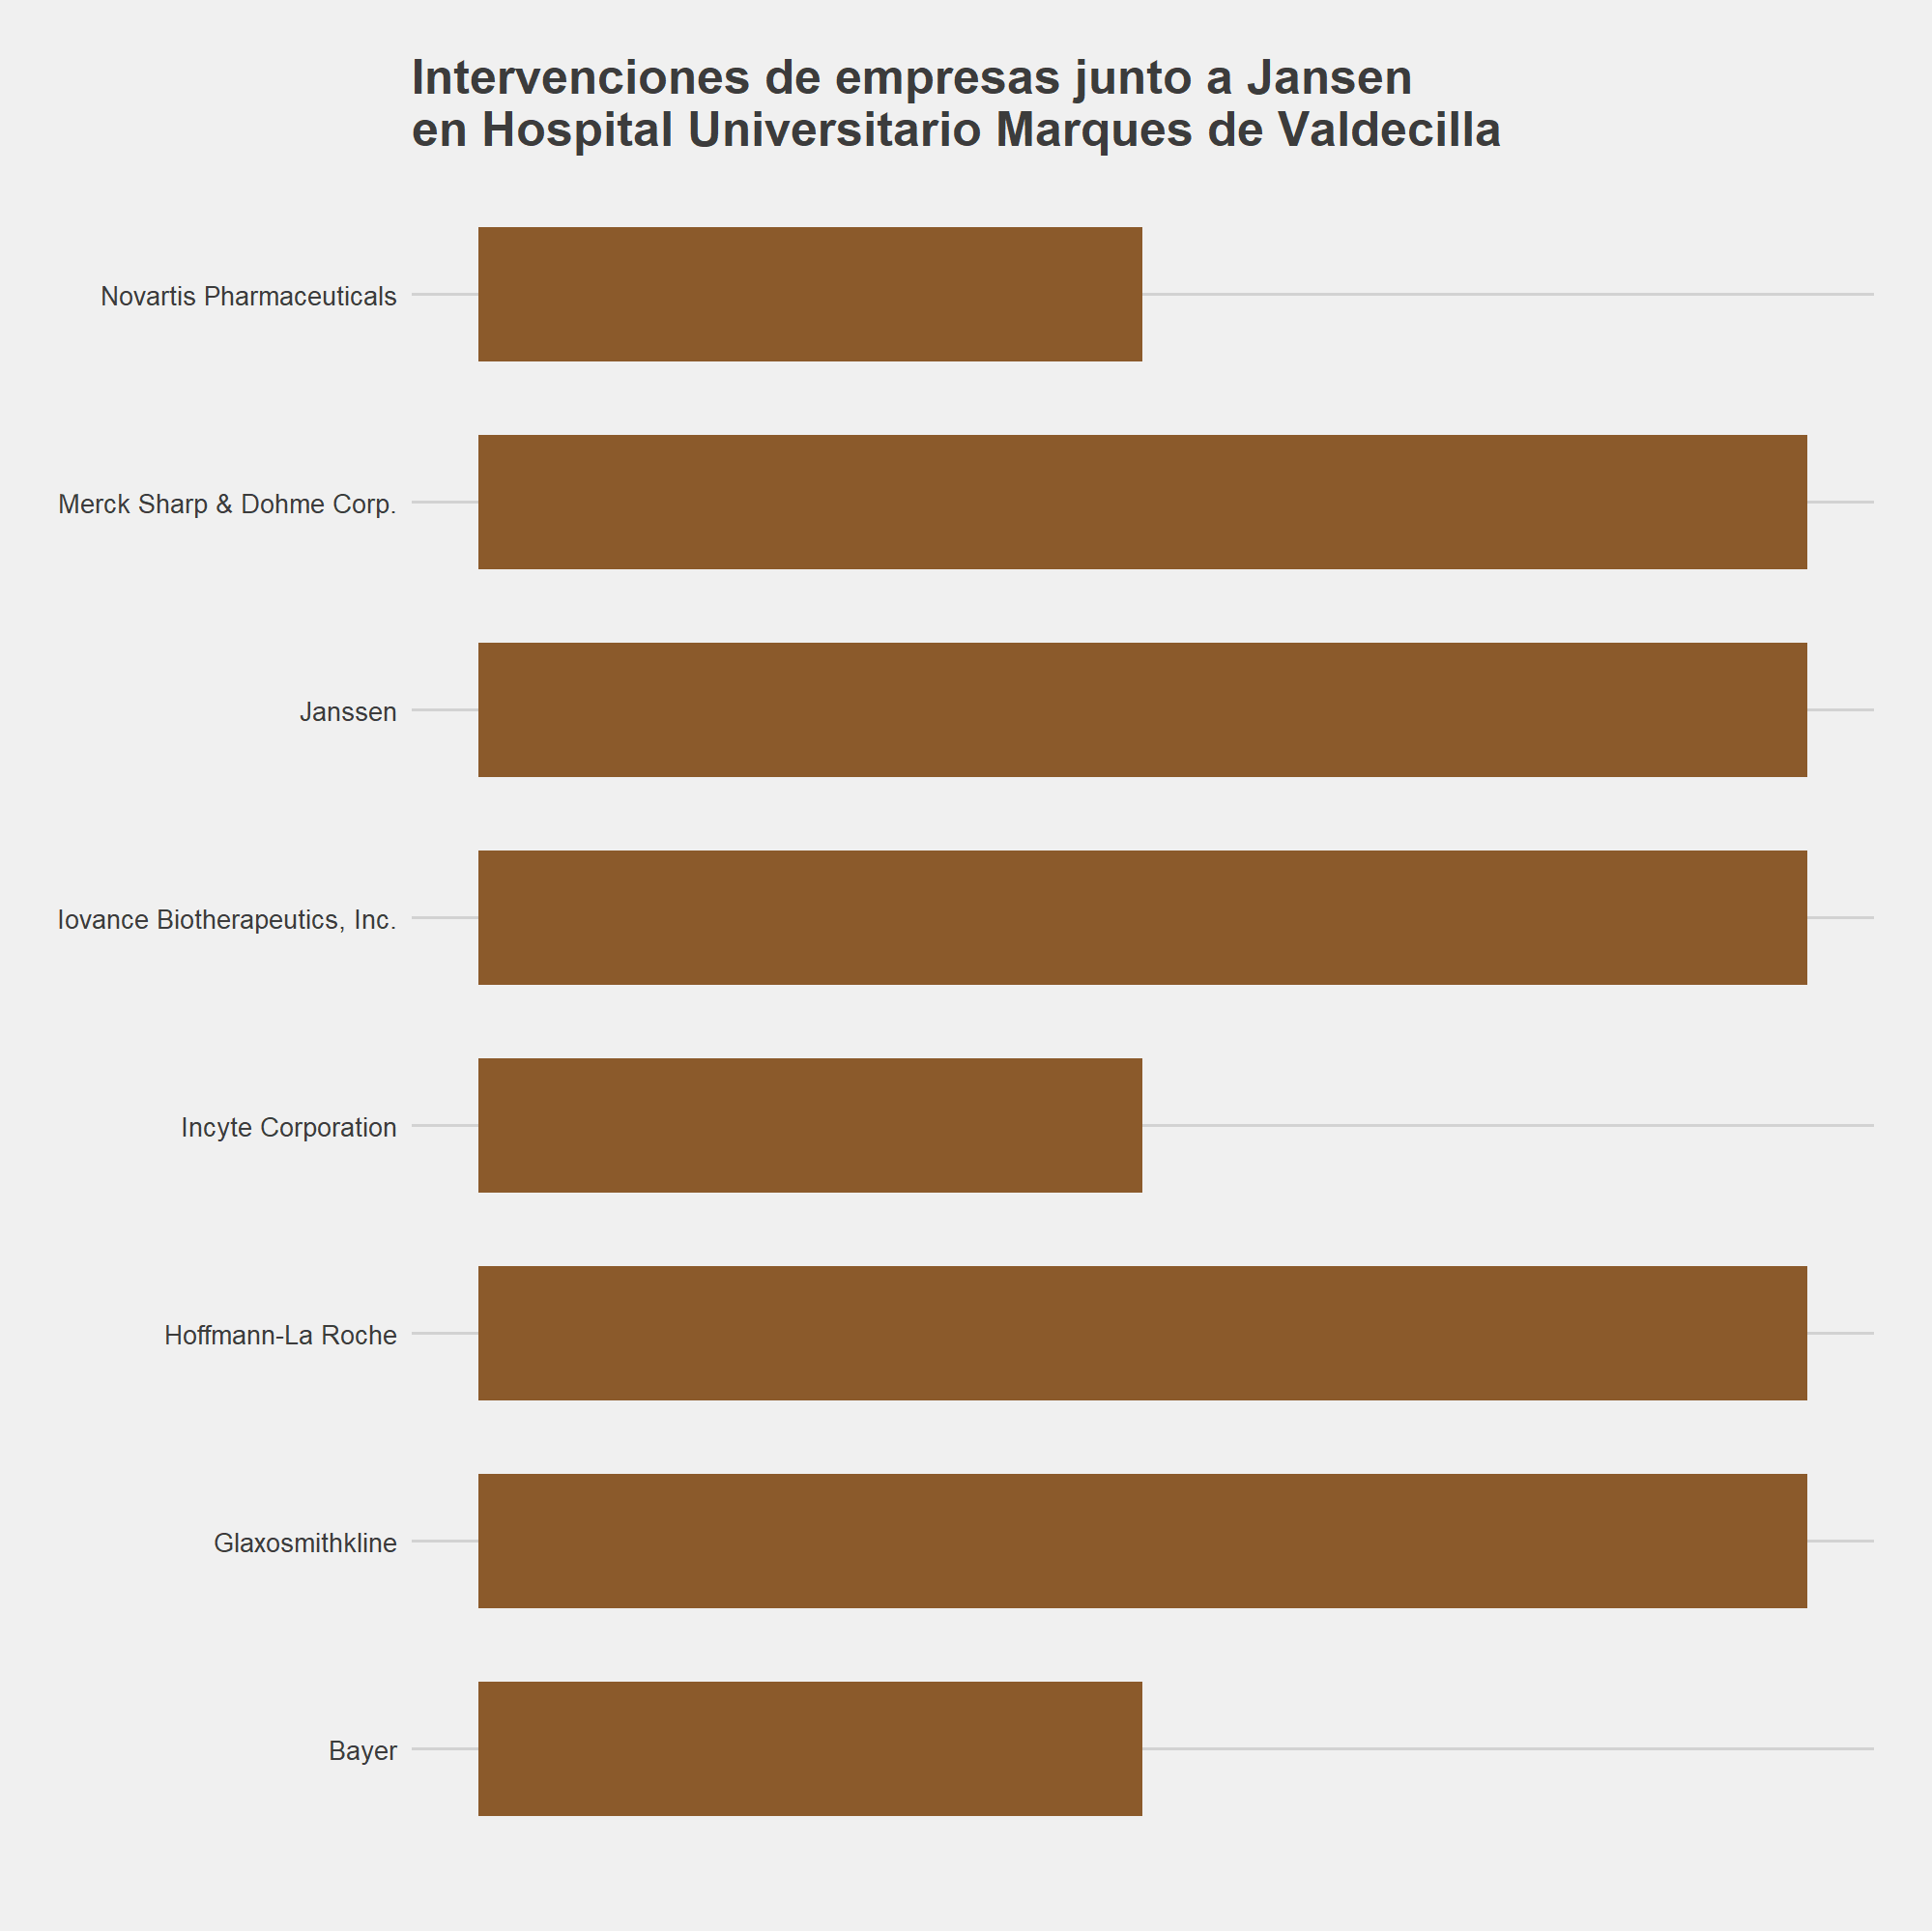 Intervenciones de empresas junto a Jansen
en Hospital Universitario Marques de Valdecilla
Novartis Pharmaceuticals
Merck Sharp & Dohme Corp.
Janssen
Iovance Biotherapeutics, Inc.
Incyte Corporation
Hoffmann-La Roche
Glaxosmithkline
Bayer